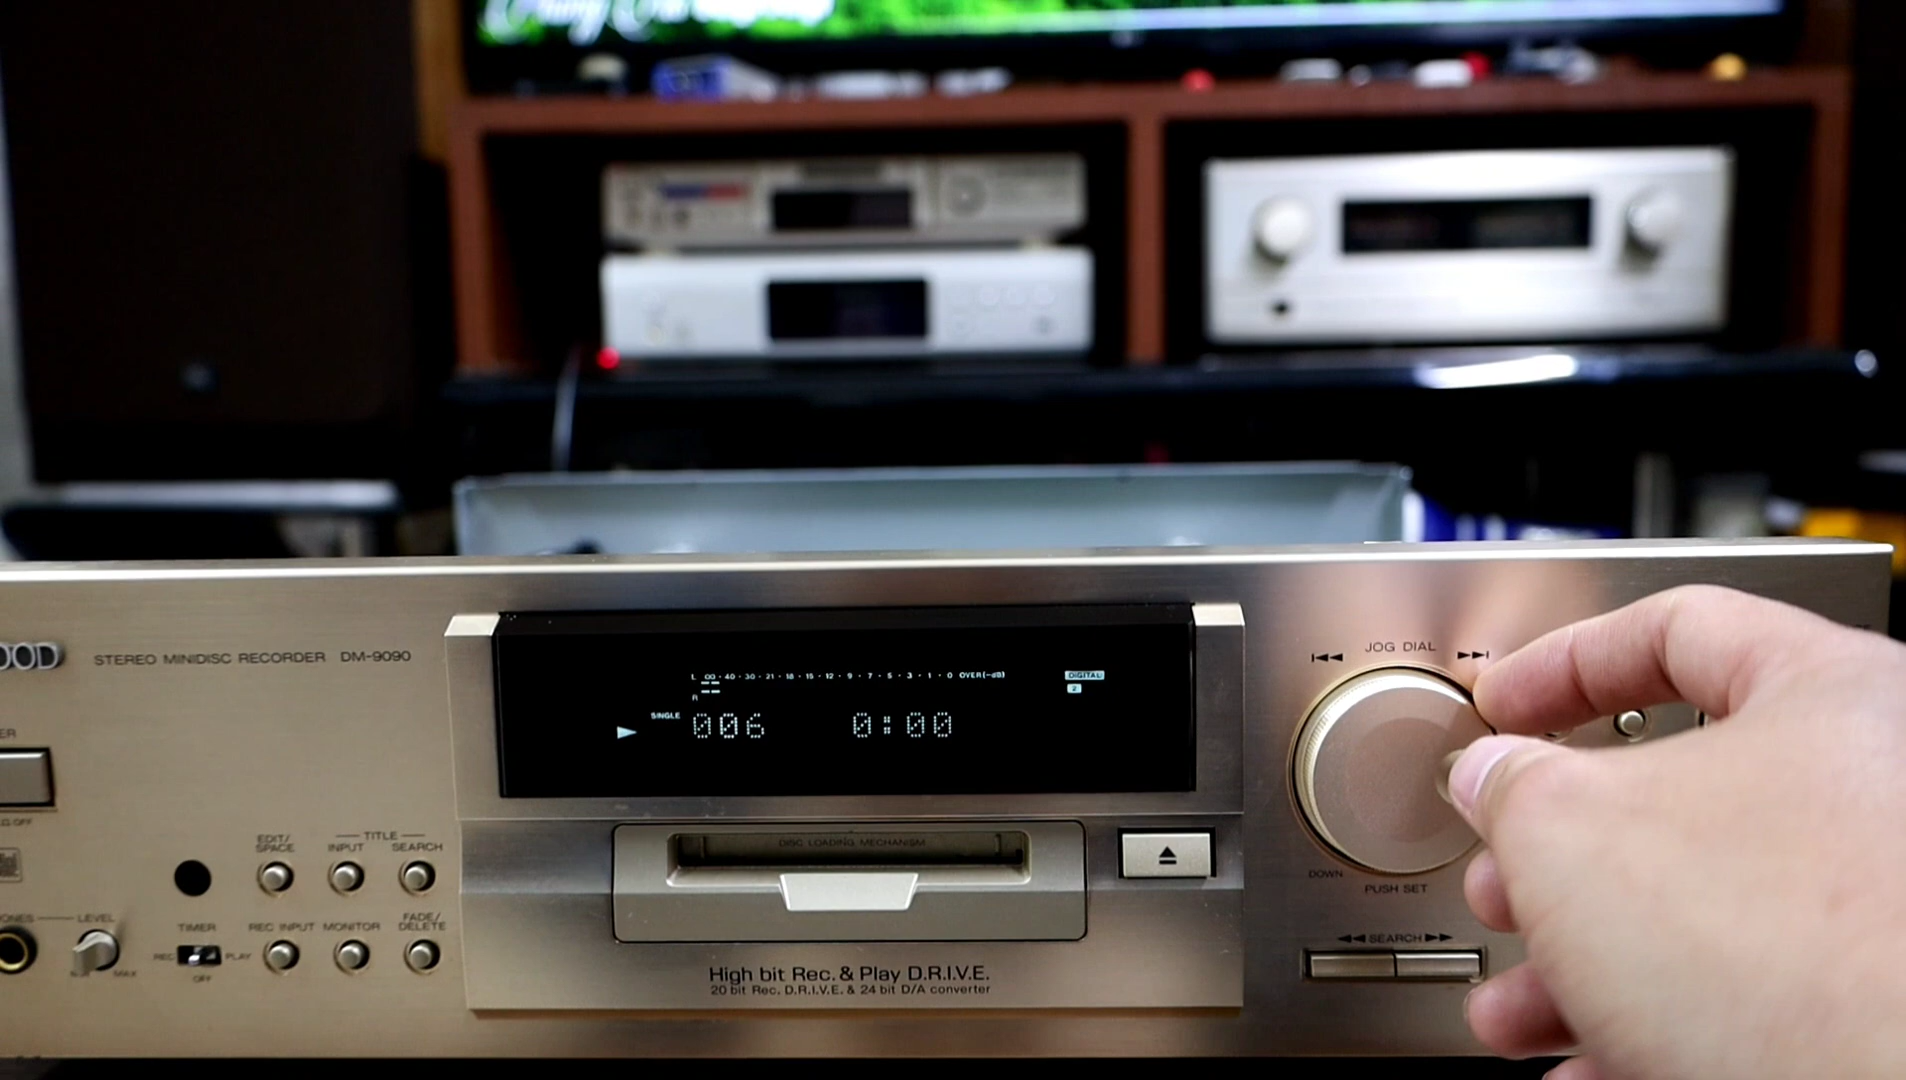 OOD
STEREO MINIDISC RECORDER DM-9090
L ∞ · 40 · 30 · 21 · 18 · 15 · 12 · 9 · 7 · 5 · 3 · 1 · 0 OVER(-dB)
R
DIGITAL
2
SINGLE
006 0:00
JOG DIAL
DOWN
PUSH SET
SEARCH
DISC LOADING MECHANISM
EDIT/
SPACE
TITLE
INPUT
SEARCH
LEVEL
MAX
TIMER
REC
PLAY
OFF
REC INPUT
MONITOR
FADE/
DELETE
High bit Rec. & Play D.R.I.V.E.
20 bit Rec. D.R.I.V.E. & 24 bit D/A converter